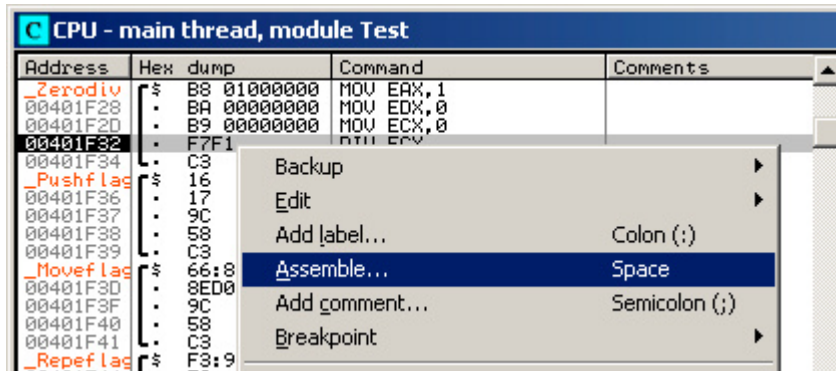 C CPU - main thread, module Test
Address Hex dump Command Comments
_Zerodiv $ B8 01000000 MOV EAX,1
00401F28 . BA 00000000 MOV EDX,0
00401F2D . B9 00000000 MOV ECX,0
00401F32 . F7F1 DIV ECX
00401F34 . C3
_Pushflag $ 16
00401F36 . 17
00401F37 . 9C
00401F38 . 58
00401F39 . C3
_Moveflag $ 66:8
00401F3D . 8ED0
00401F3F . 9C
00401F40 . 58
00401F41 . C3
_Repeflag $ F3:9
Backup
Edit
Add label... Colon (:)
Assemble... Space
Add comment... Semicolon (;)
Breakpoint